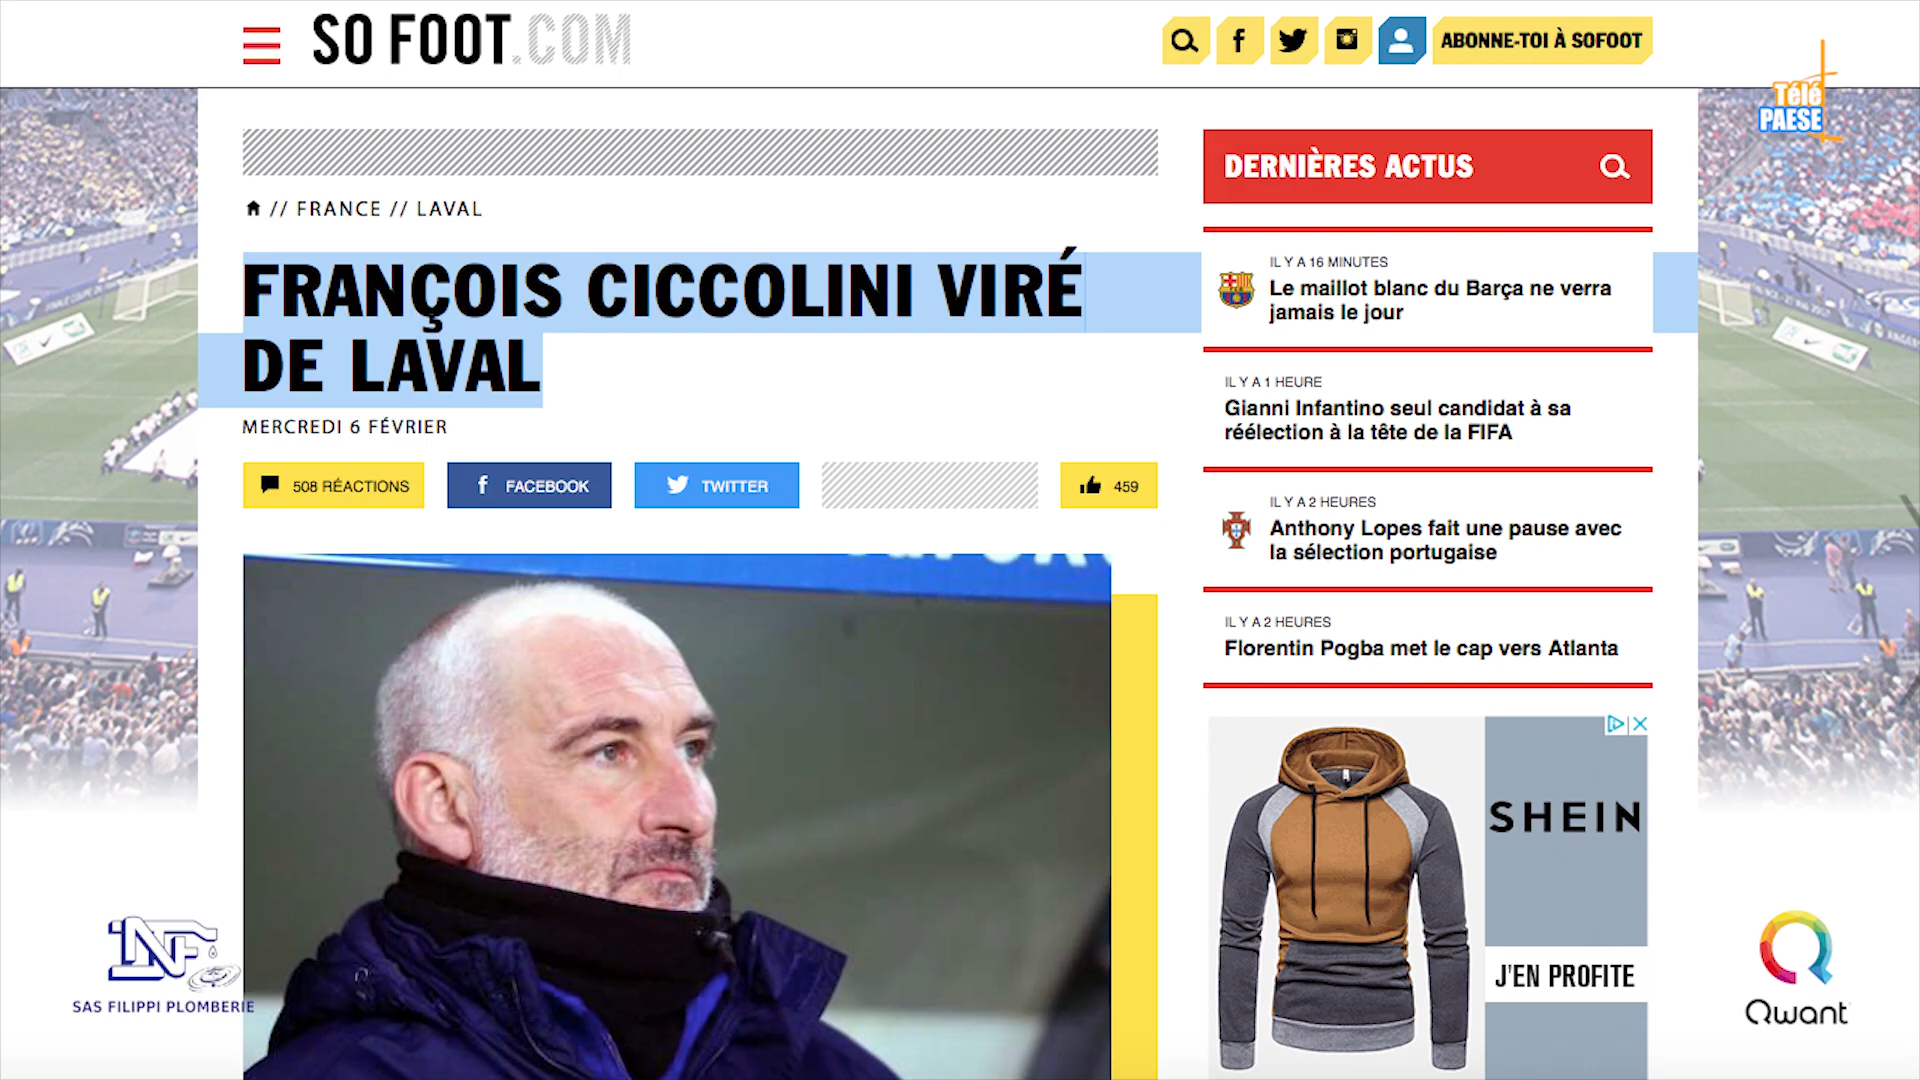 SO FOOT.COM
ABONNE-TOI À SOFOOT
Télé
PAESE
// FRANCE // LAVAL
FRANÇOIS CICCOLINI VIRÉ
DE LAVAL
MERCREDI 6 FÉVRIER
508 RÉACTIONS
FACEBOOK
TWITTER
459
DERNIÈRES ACTUS
IL Y A 16 MINUTES
Le maillot blanc du Barça ne verra
jamais le jour
IL Y A 1 HEURE
Gianni Infantino seul candidat à sa
réélection à la tête de la FIFA
IL Y A 2 HEURES
Anthony Lopes fait une pause avec
la sélection portugaise
IL Y A 2 HEURES
Florentin Pogba met le cap vers Atlanta
SHEIN
J'EN PROFITE
NF
SAS FILIPPI PLOMBERIE
Qwant